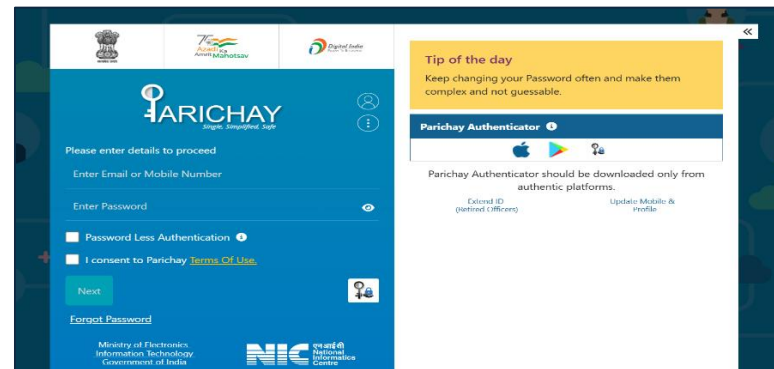 Azadi Ka
Amrit Mahotsav
Digital India
PARICHAY
Single, Simplified, Safe
Please enter details to proceed
Enter Email or Mobile Number
Enter Password
Password Less Authentication
I consent to Parichay Terms Of Use.
Next
Forgot Password
Ministry of Electronics
Information Technology
Government of India
NIC
एनआईसी
National
Informatics
Centre
«
Tip of the day
Keep changing your Password often and make them
complex and not guessable.
Parichay Authenticator
Parichay Authenticator should be downloaded only from
authentic platforms.
Extend ID
(Retired Officers)
Update Mobile &
Profile